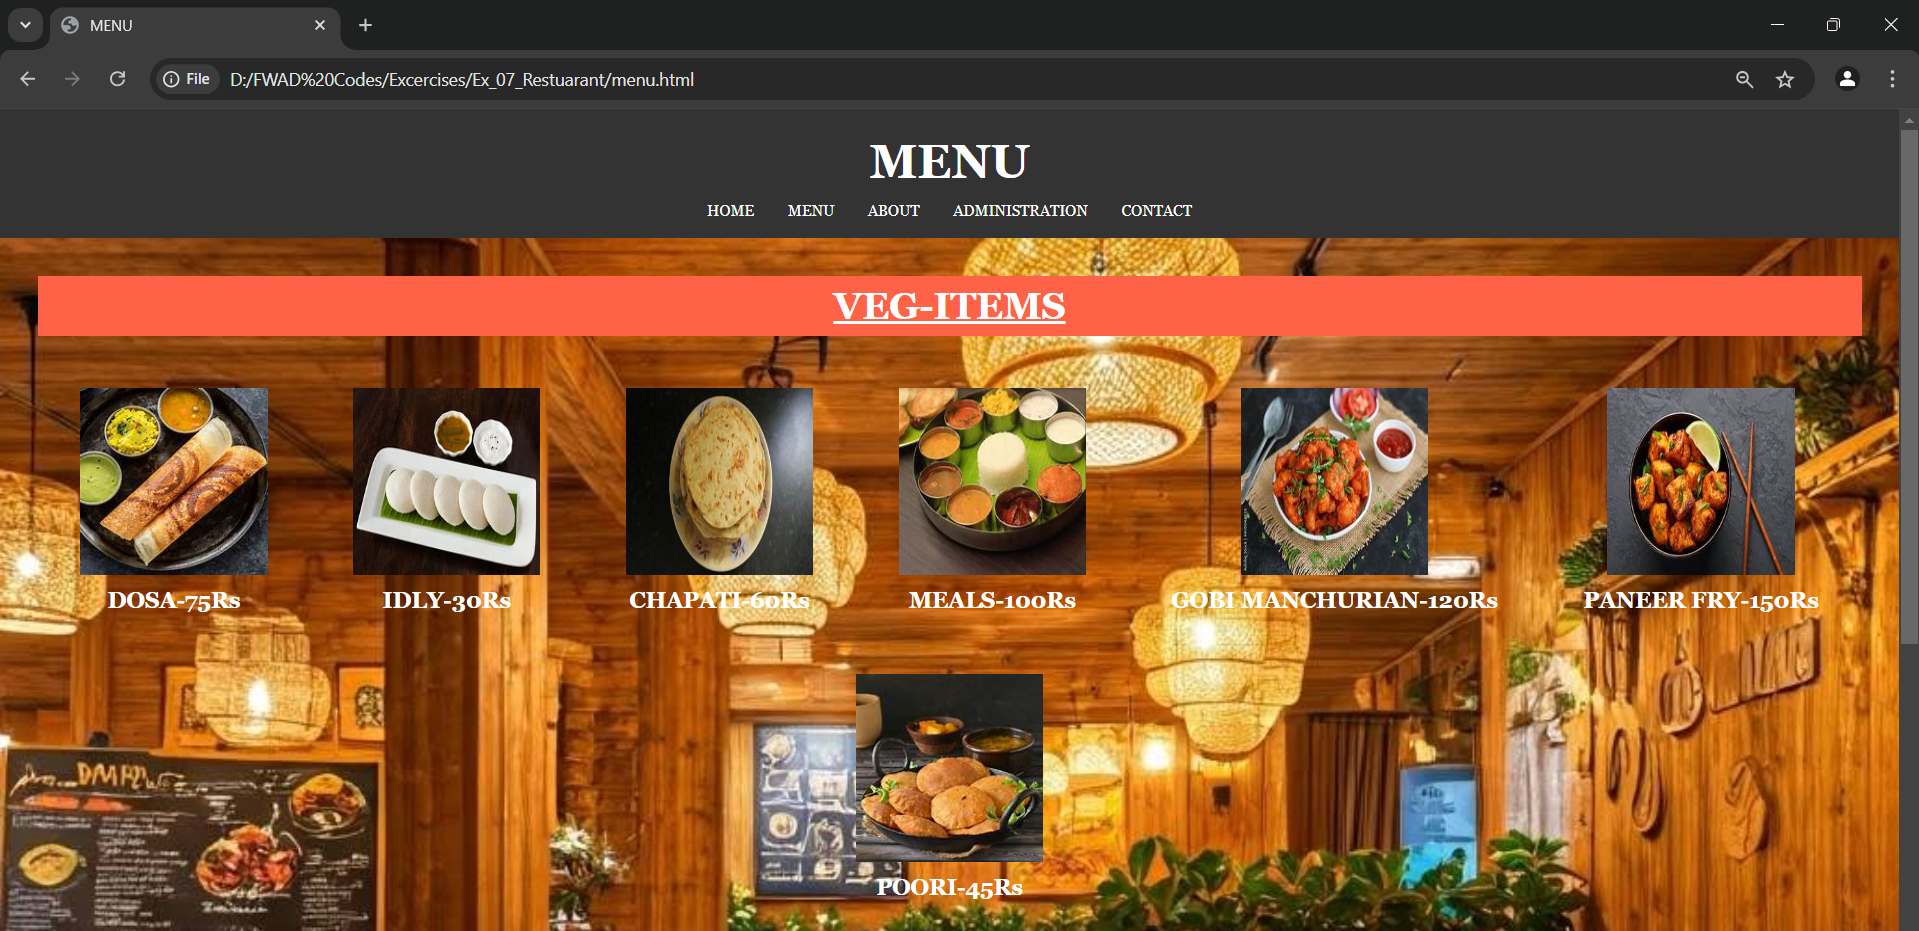 MENU
File
D:/FWAD%20Codes/Excercises/Ex_07_Restuarant/menu.html
MENU
HOME MENU ABOUT ADMINISTRATION CONTACT
VEG-ITEMS
DOSA-75Rs IDLY-30Rs CHAPATI-60Rs MEALS-100Rs GOBI MANCHURIAN-120Rs PANEER FRY-150Rs
POORI-45Rs